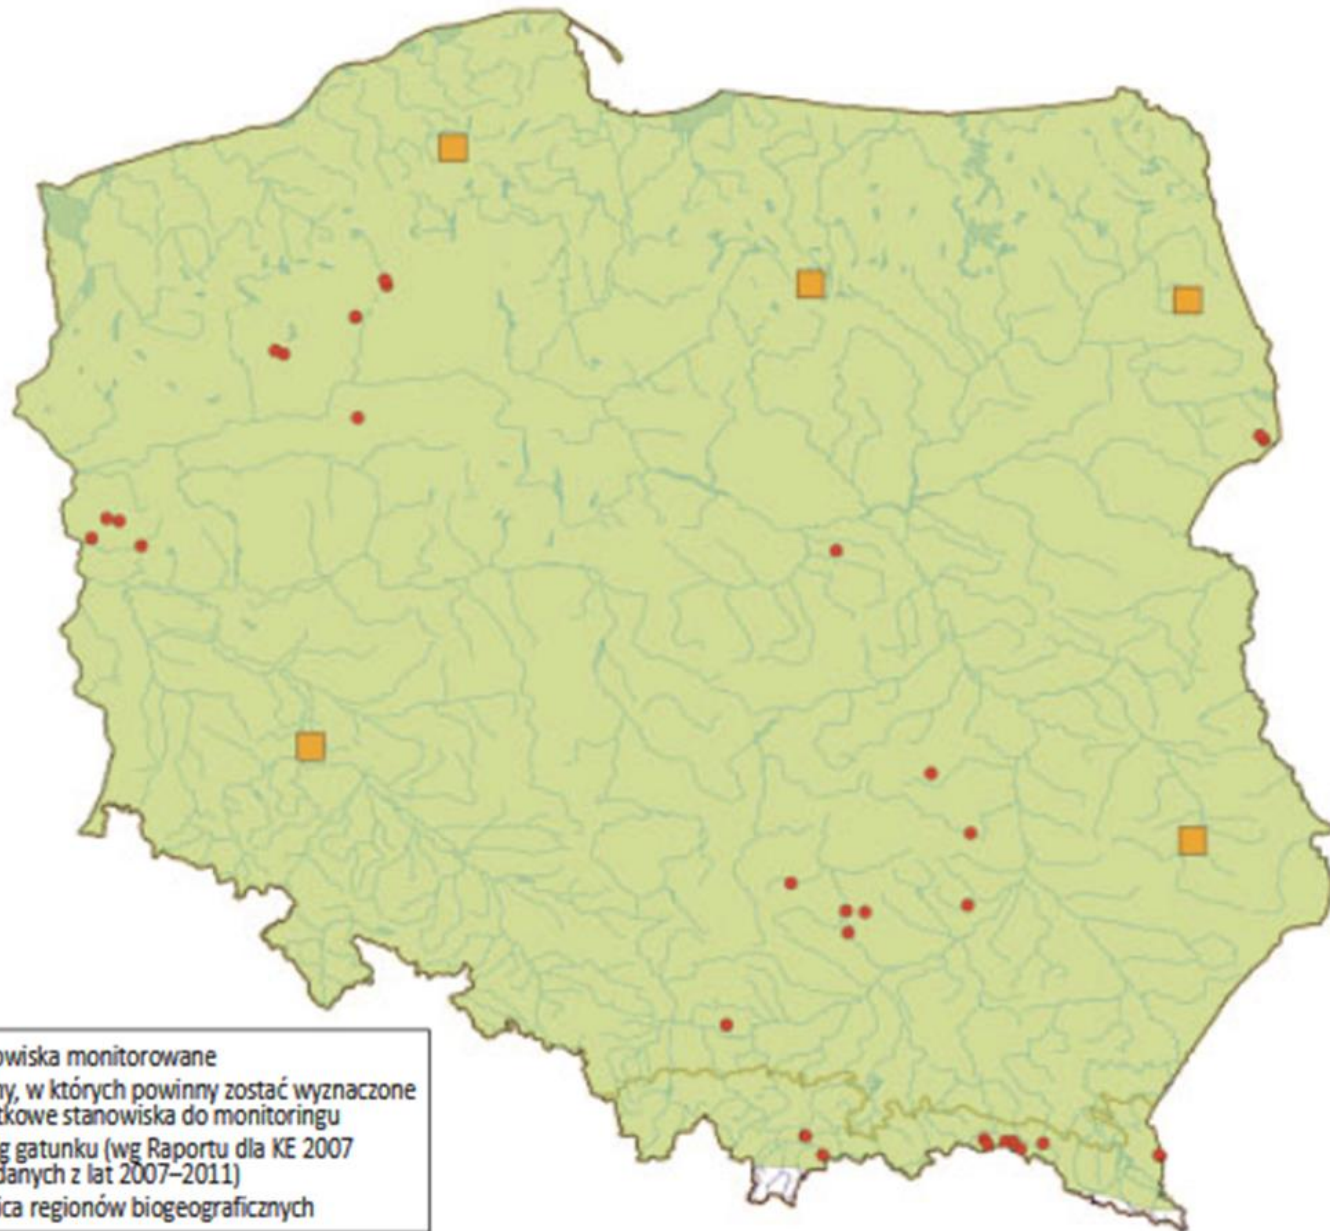 owiska monitorowane
ny, w których powinny zostać wyznaczone
tkowe stanowiska do monitoringu
g gatunku (wg Raportu dla KE 2007
danych z lat 2007–2011)
ica regionów biogeograficznych